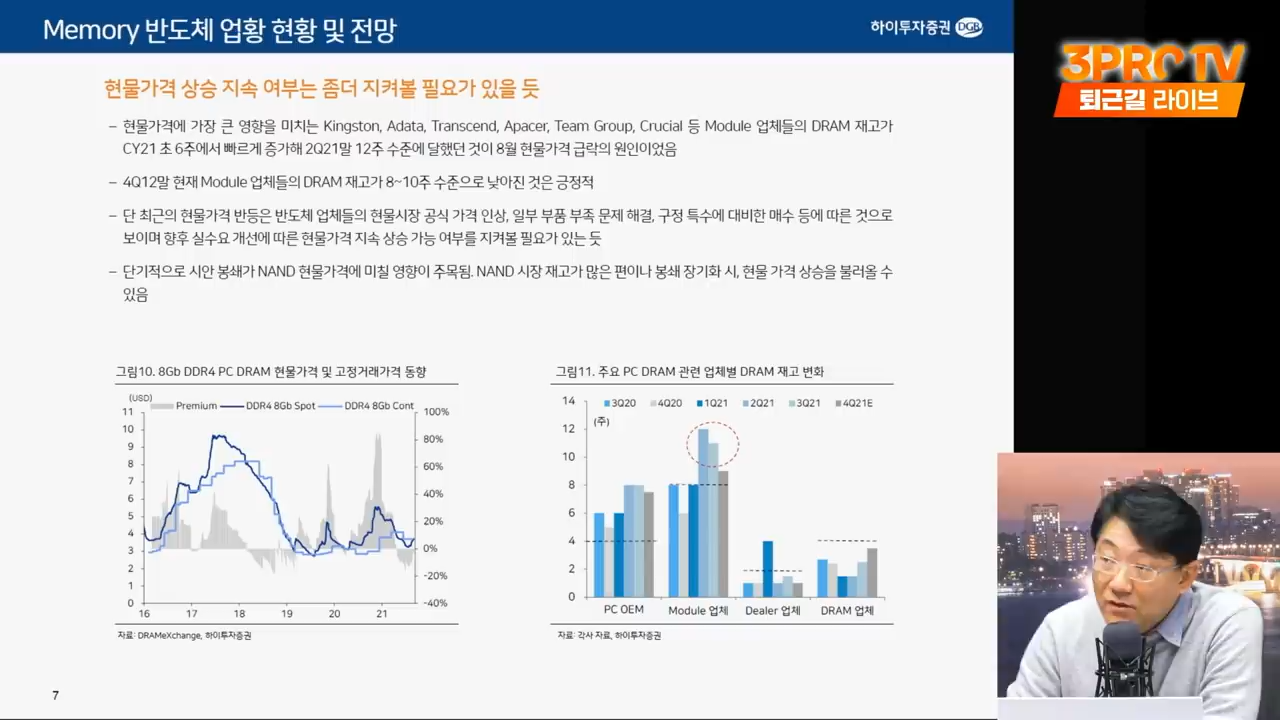 Memory 반도체 업황 현황 및 전망
하이투자증권 DGB
3PRO TV
퇴근길 라이브
현물가격 상승 지속 여부는 좀더 지켜볼 필요가 있을 듯
– 현물가격에 가장 큰 영향을 미치는 Kingston, Adata, Transcend, Apacer, Team Group, Crucial 등 Module 업체들의 DRAM 재고가
CY21 초 6주에서 빠르게 증가해 2Q21말 12주 수준에 달했던 것이 8월 현물가격 급락의 원인이었음
– 4Q12말 현재 Module 업체들의 DRAM 재고가 8~10주 수준으로 낮아진 것은 긍정적
– 단 최근의 현물가격 반등은 반도체 업체들의 현물시장 공식 가격 인상, 일부 부품 부족 문제 해결, 구정 특수에 대비한 매수 등에 따른 것으로
보이며 향후 실수요 개선에 따른 현물가격 지속 상승 가능 여부를 지켜볼 필요가 있는 듯
– 단기적으로 시안 봉쇄가 NAND 현물가격에 미칠 영향이 주목됨. NAND 시장 재고가 많은 편이나 봉쇄 장기화 시, 현물 가격 상승을 불러올 수
있음
그림10. 8Gb DDR4 PC DRAM 현물가격 및 고정거래가격 동향
(USD)
Premium DDR4 8Gb Spot DDR4 8Gb Cont
11 100%
10
9 80%
8
7 60%
6 40%
5
4 20%
3 0%
2 -20%
1
0 -40%
16 17 18 19 20 21
자료: DRAMeXchange, 하이투자증권
그림11. 주요 PC DRAM 관련 업체별 DRAM 재고 변화
3Q20 4Q20 1Q21 2Q21 3Q21 4Q21E
(주)
14
12
10
8
6
4
2
0
PC OEM Module 업체 Dealer 업체 DRAM 업체
자료: 각사 자료, 하이투자증권
7